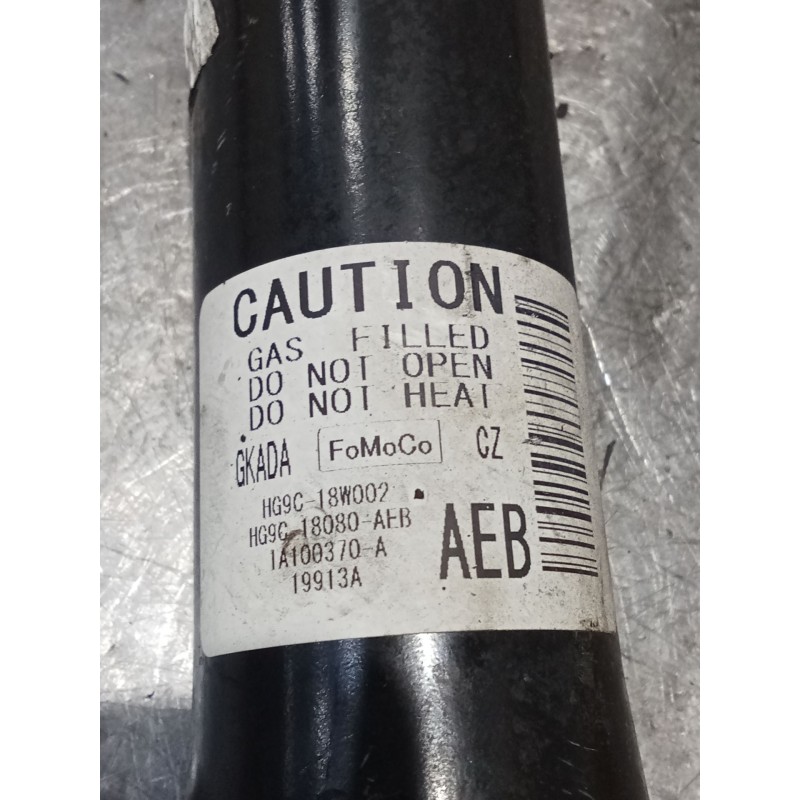 CAUTION
GAS FILLED
DO NOT OPEN
DO NOT HEAT
GKADA FoMoCo CZ
HG9C-18W002
HG9C-18080-AEB
1A100370-A
19913A
AEB